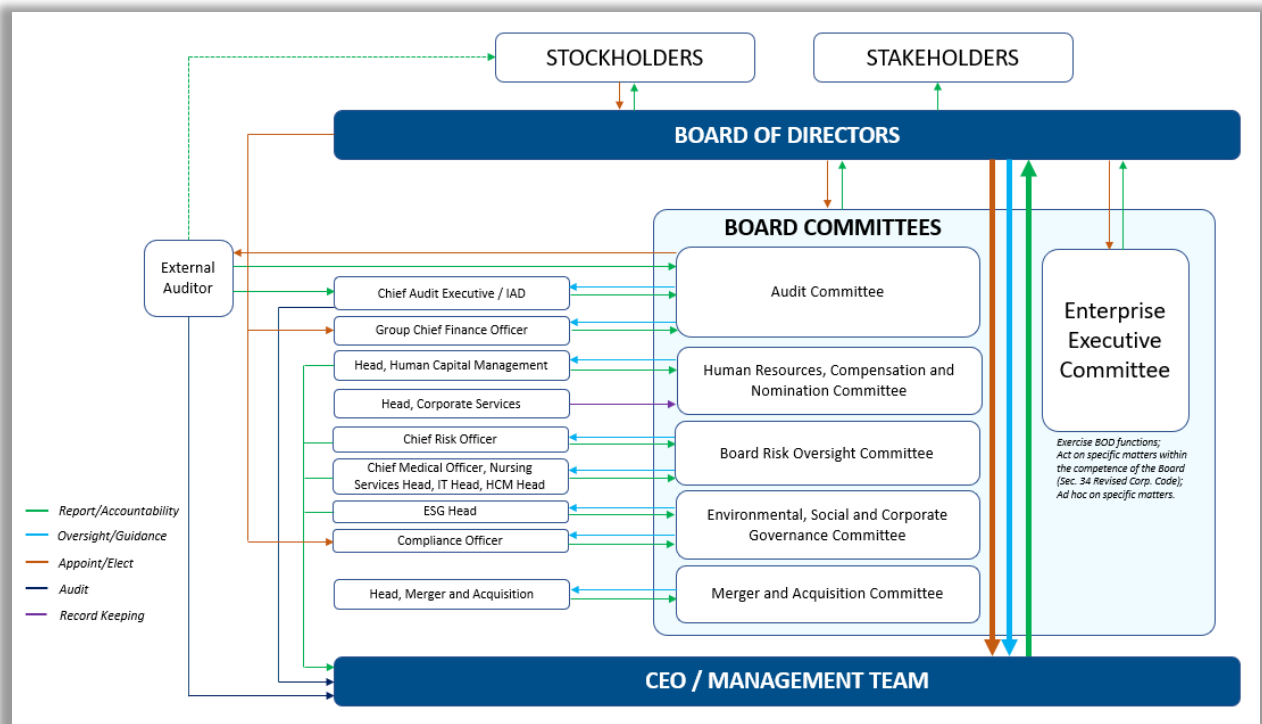 STOCKHOLDERS
STAKEHOLDERS
BOARD OF DIRECTORS
BOARD COMMITTEES
External
Auditor
Chief Audit Executive / IAD
Group Chief Finance Officer
Head, Human Capital Management
Head, Corporate Services
Chief Risk Officer
Chief Medical Officer, Nursing
Services Head, IT Head, HCM Head
ESG Head
Compliance Officer
Head, Merger and Acquisition
Audit Committee
Human Resources, Compensation and
Nomination Committee
Board Risk Oversight Committee
Environmental, Social and Corporate
Governance Committee
Merger and Acquisition Committee
Enterprise
Executive
Committee
Exercise BOD functions;
Act on specific matters within
the competence of the Board
(Sec. 34 Revised Corp. Code);
Ad hoc on specific matters.
Report/Accountability
Oversight/Guidance
Appoint/Elect
Audit
Record Keeping
CEO / MANAGEMENT TEAM